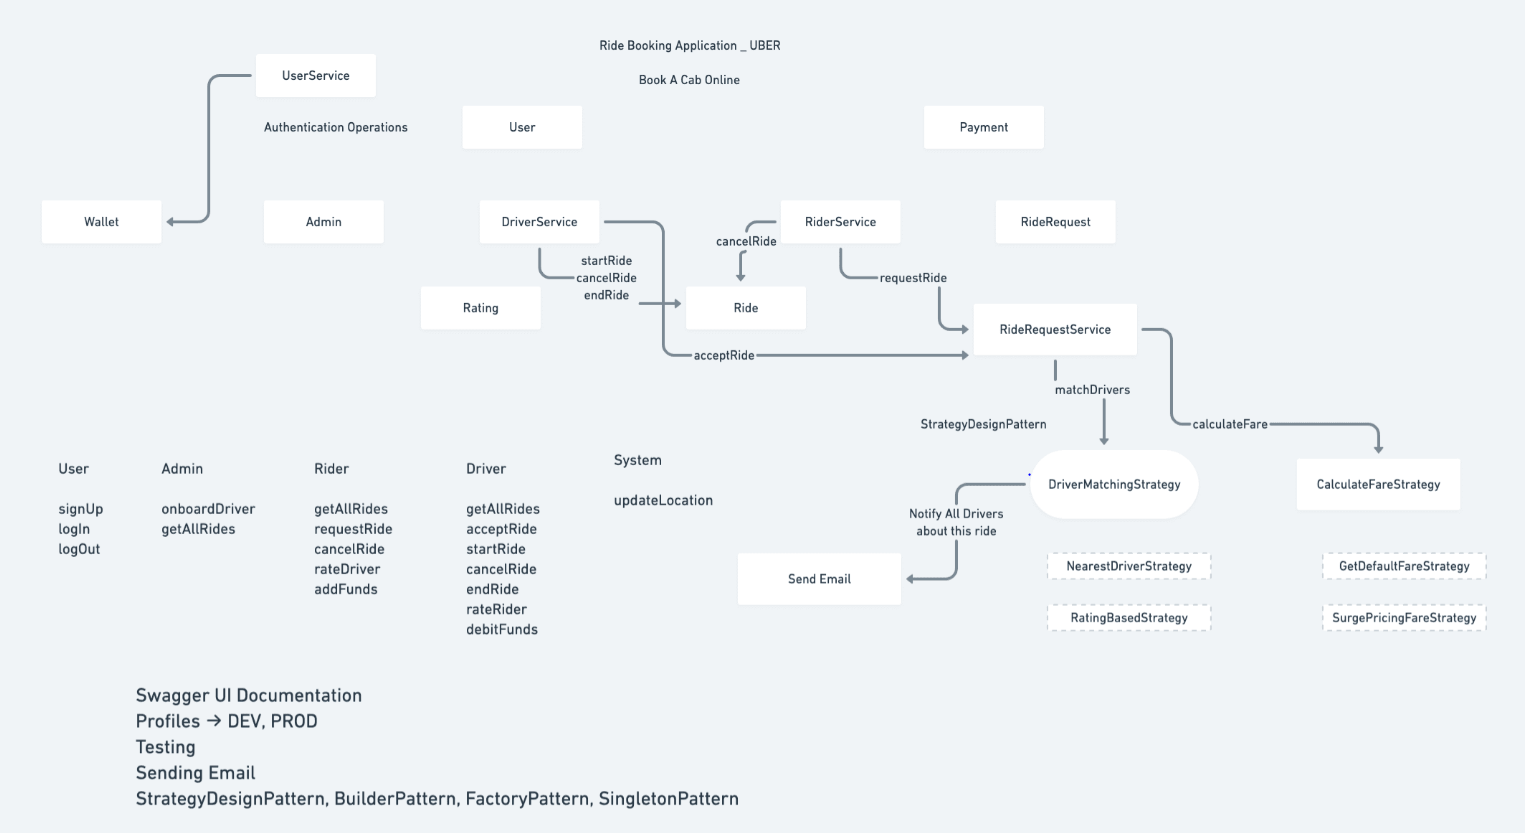 Ride Booking Application _ UBER
UserService
Book A Cab Online
Authentication Operations
User
Payment
Wallet
Admin
DriverService
RiderService
RideRequest
cancelRide
startRide
cancelRide
endRide
requestRide
Rating
Ride
RideRequestService
acceptRide
matchDrivers
StrategyDesignPattern
calculateFare
DriverMatchingStrategy
CalculateFareStrategy
Notify All Drivers
about this ride
Send Email
NearestDriverStrategy
GetDefaultFareStrategy
RatingBasedStrategy
SurgePricingFareStrategy
User
signUp
logIn
logOut
Admin
onboardDriver
getAllRides
Rider
getAllRides
requestRide
cancelRide
rateDriver
addFunds
Driver
getAllRides
acceptRide
startRide
cancelRide
endRide
rateRider
debitFunds
System
updateLocation
Swagger UI Documentation
Profiles → DEV, PROD
Testing
Sending Email
StrategyDesignPattern, BuilderPattern, FactoryPattern, SingletonPattern